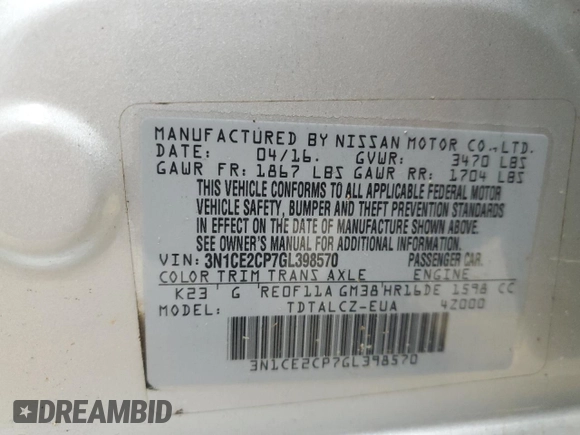 MANUFACTURED BY NISSAN MOTOR CO., LTD.
DATE: 04/16. GVWR: 3470 LBS
GAWR FR: 1867 LBS GAWR RR: 1704 LBS
THIS VEHICLE CONFORMS TO ALL APPLICABLE FEDERAL MOTOR
VEHICLE SAFETY, BUMPER AND THEFT PREVENTION STANDARDS
IN EFFECT ON THE DATE OF MANUFACTURE SHOWN ABOVE.
SEE OWNER'S MANUAL FOR ADDITIONAL INFORMATION.
VIN: 3N1CE2CP7GL398570 PASSENGER CAR.
COLOR TRIM TRANS AXLE ENGINE
K23 G RE0F11A GM38 HR16DE 1598 CC
MODEL: TDTALCZ-EUA 42000
3N1CE2CP7GL398570
DREAMBID